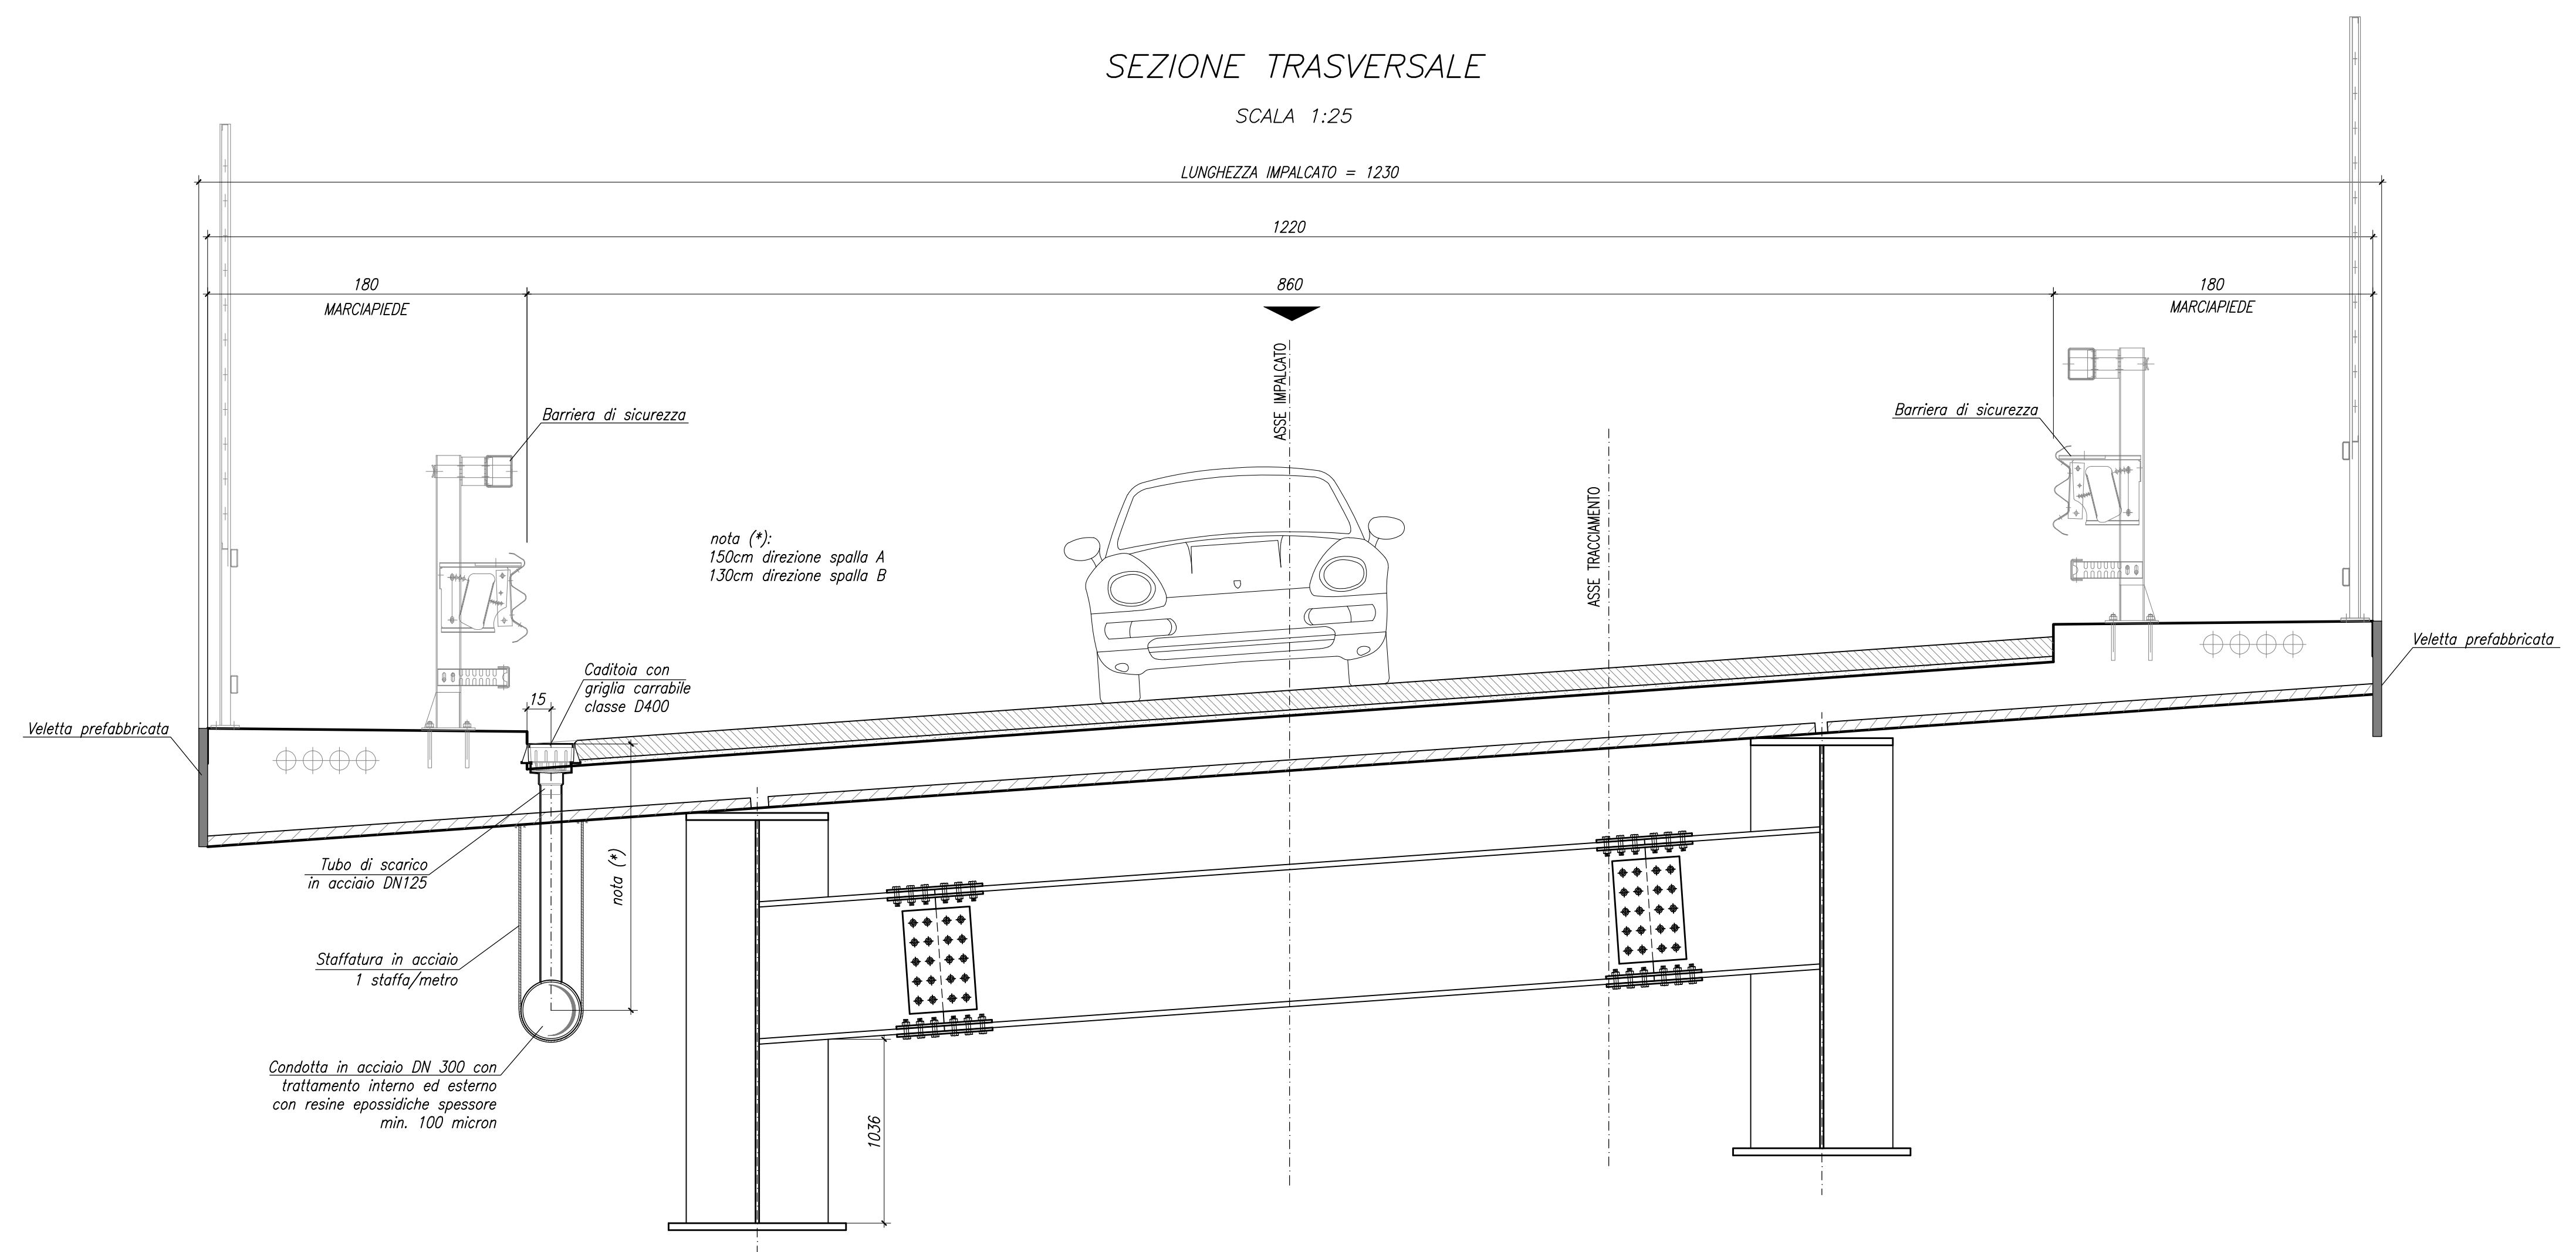 SEZIONE TRASVERSALE
SCALA 1:25
LUNGHEZZA IMPALCATO = 1230
1220
180
860
180
MARCIAPIEDE
MARCIAPIEDE
ASSE IMPALCATO
Barriera di sicurezza
Barriera di sicurezza
ASSE TRACCIAMENTO
nota (*):
150cm direzione spalla A
130cm direzione spalla B
Veletta prefabbricata
Caditoia con
griglia carrabile
classe D400
15
Veletta prefabbricata
Tubo di scarico
in acciaio DN125
nota (*)
Staffatura in acciaio
1 staffa/metro
Condotta in acciaio DN 300 con
trattamento interno ed esterno
con resine epossidiche spessore
min. 100 micron
1036